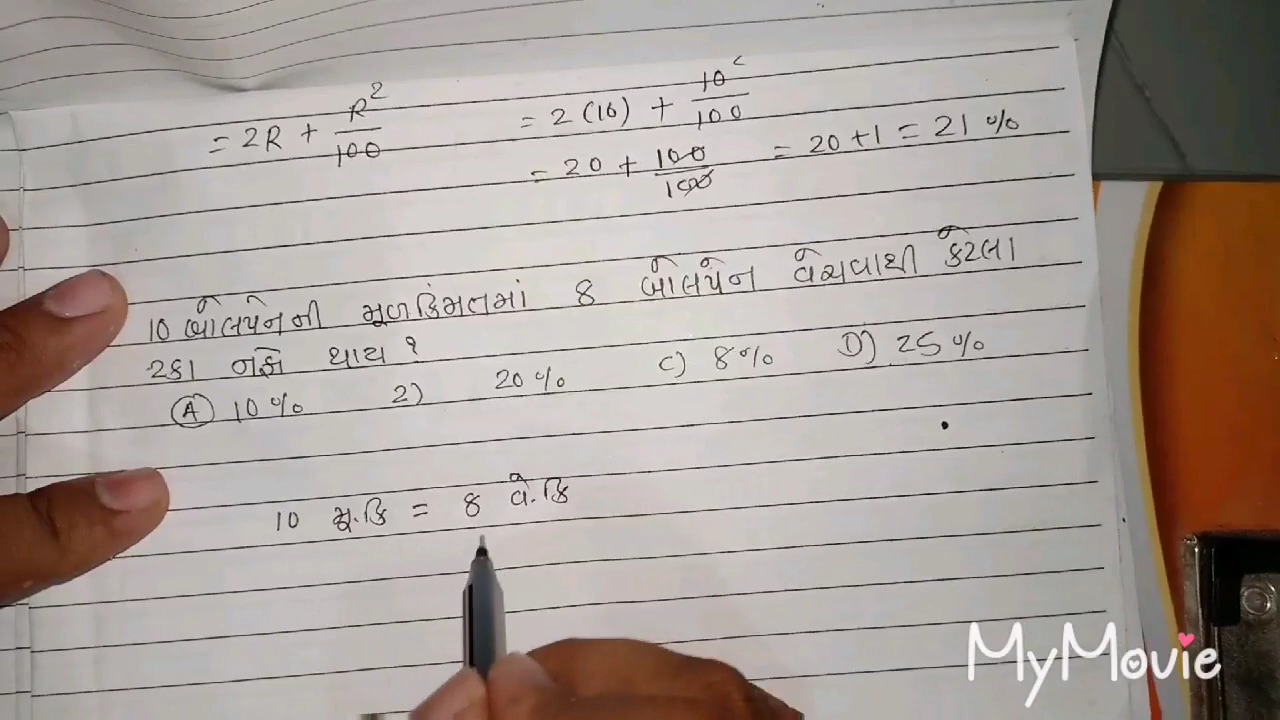 = 2R + R²/100
= 2 (10) + 10²/100
= 20 + 100/100 = 20 + 1 = 21 %
10 બોલપેનની મૂળકિંમતમાં 8 બોલપેન વેચવાથી કેટલા
ટકા નફો થાય ?
(A) 10 % 2) 20 % C) 8 % D) 25 %
10 મૂ.કિ = 8 વે.કિ
MyMovie